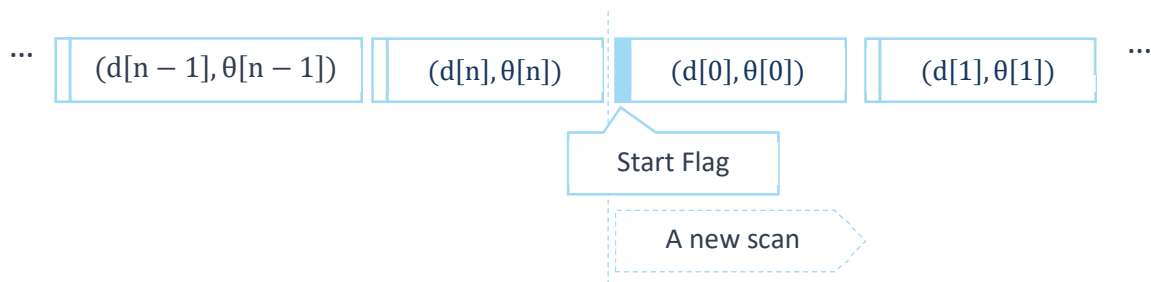 ... (d[n − 1], θ[n − 1]) (d[n], θ[n]) (d[0], θ[0]) (d[1], θ[1]) ...
Start Flag
A new scan